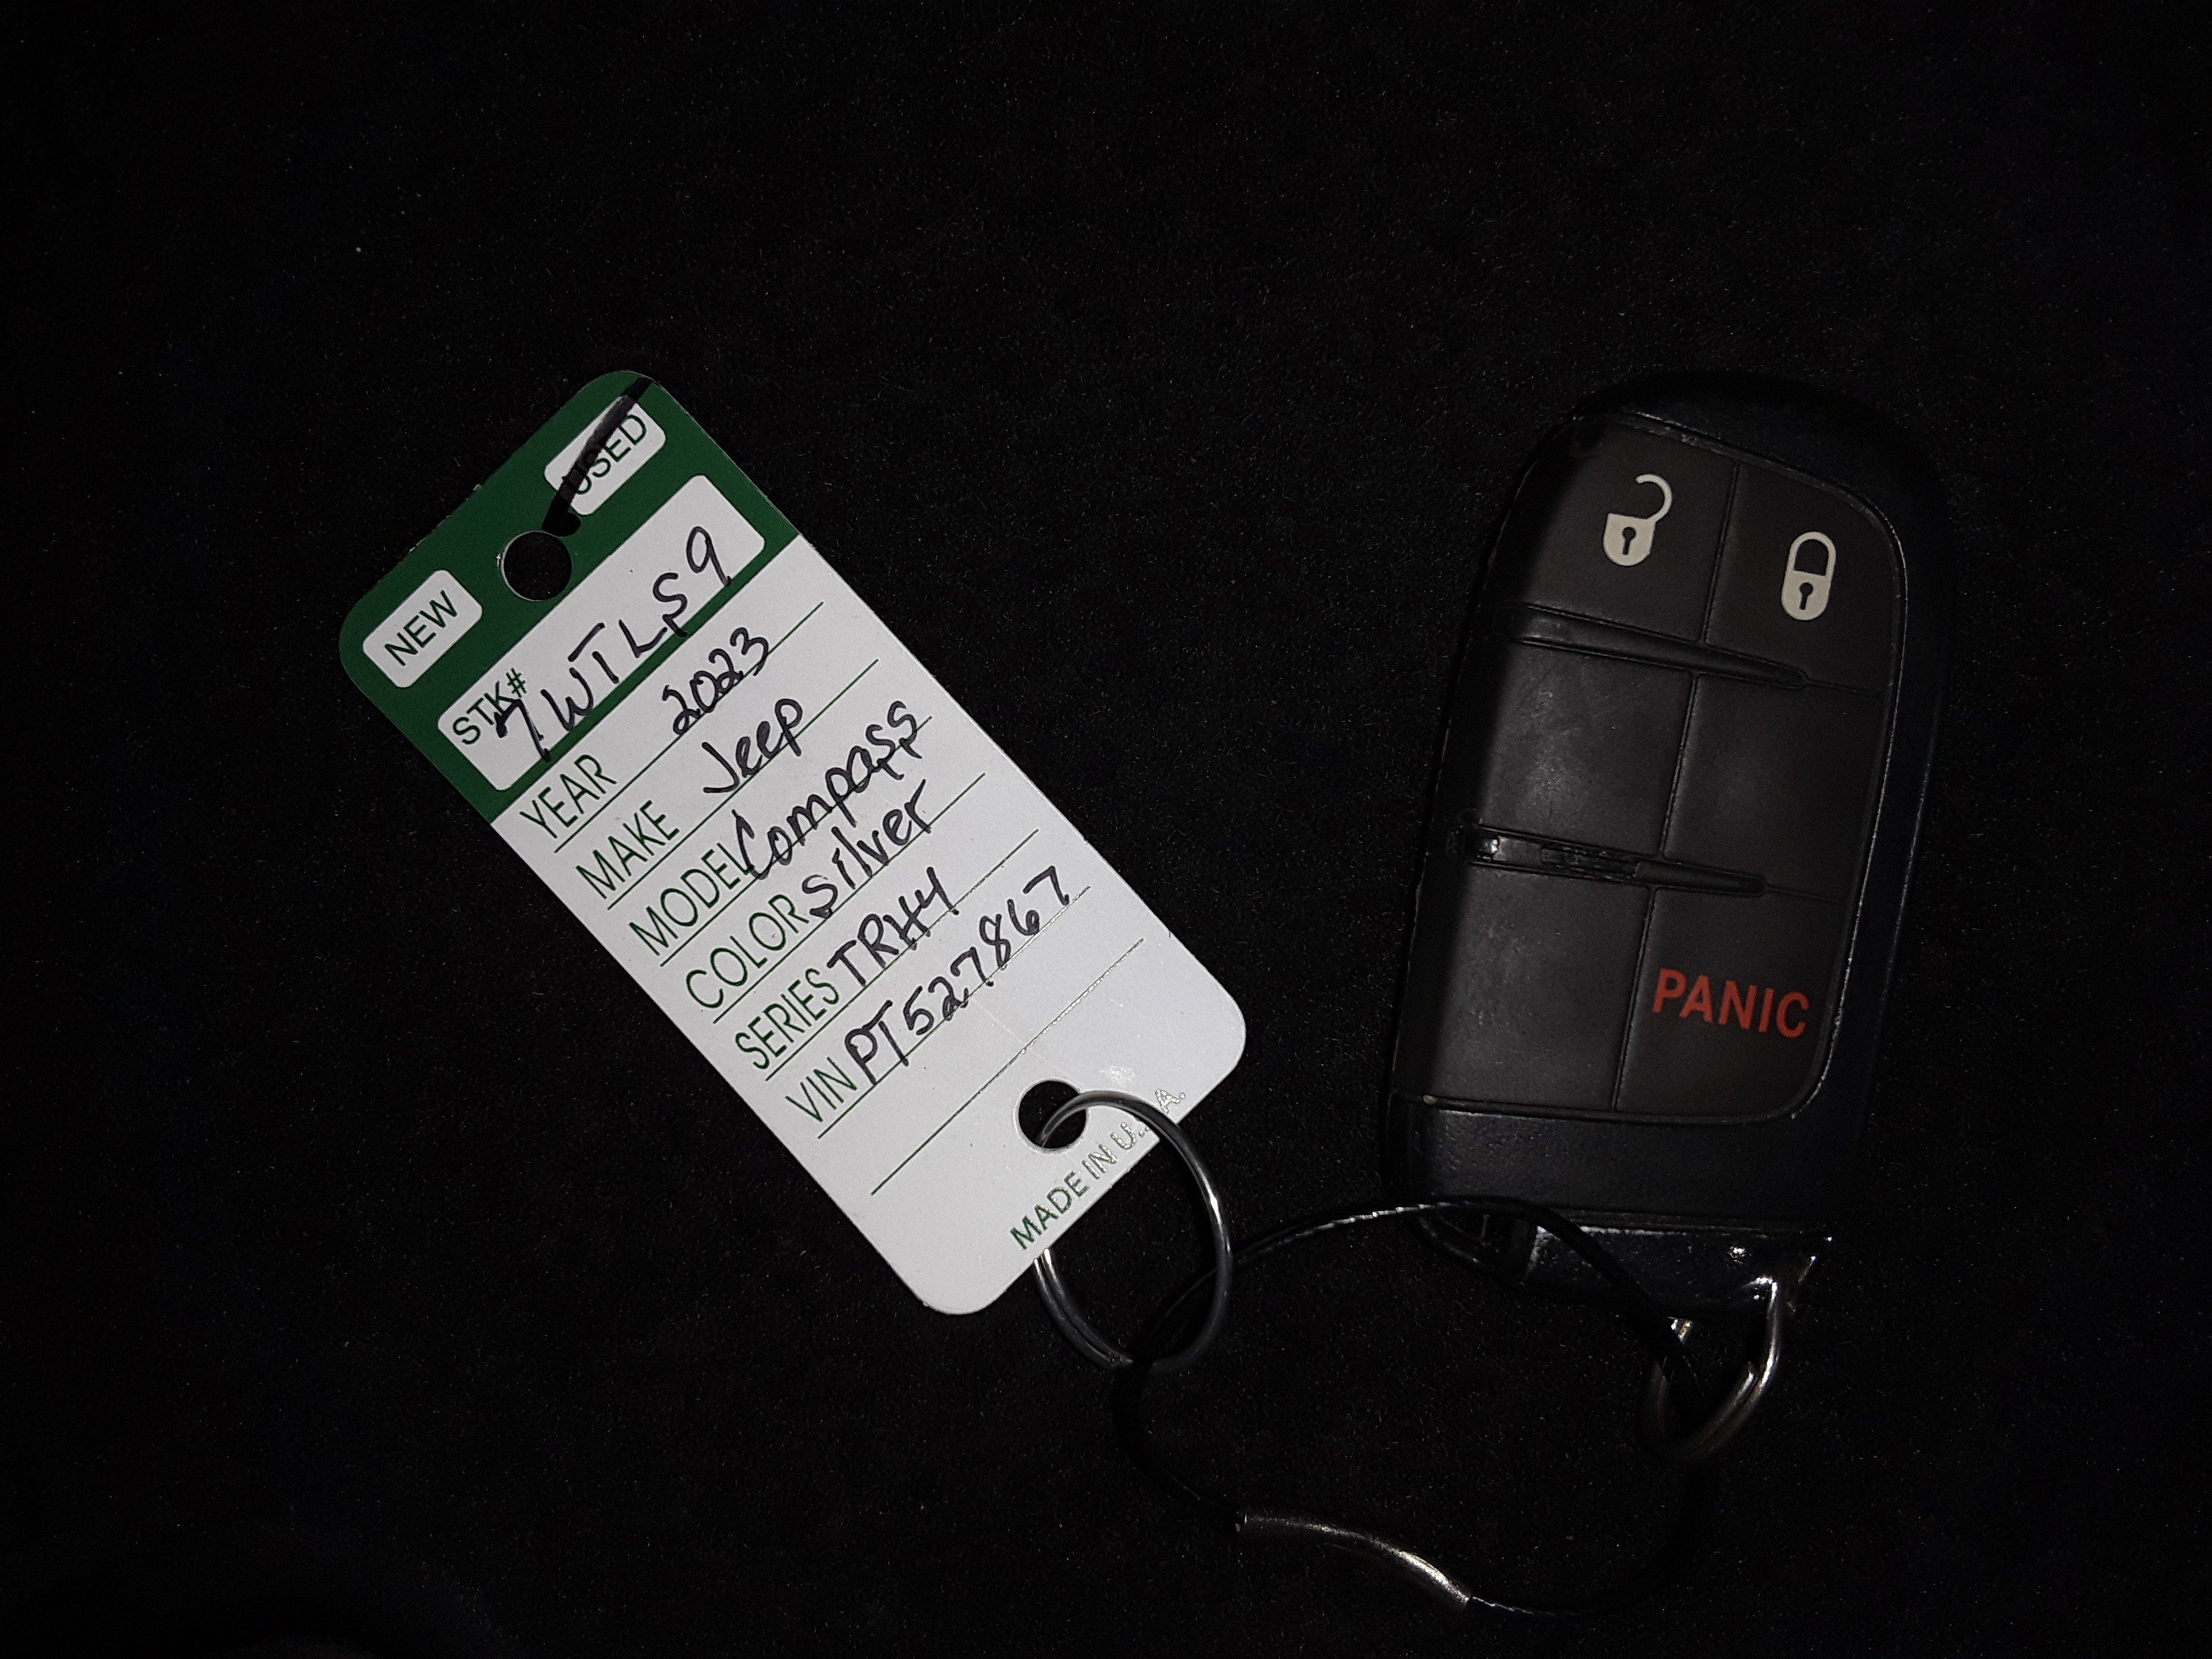 NEW USED
STK# 7WTLS9
YEAR 2023
MAKE Jeep
MODEL Compass
COLOR Silver
SERIES TRH4
VIN PT527867
MADE IN U.S.A.
PANIC